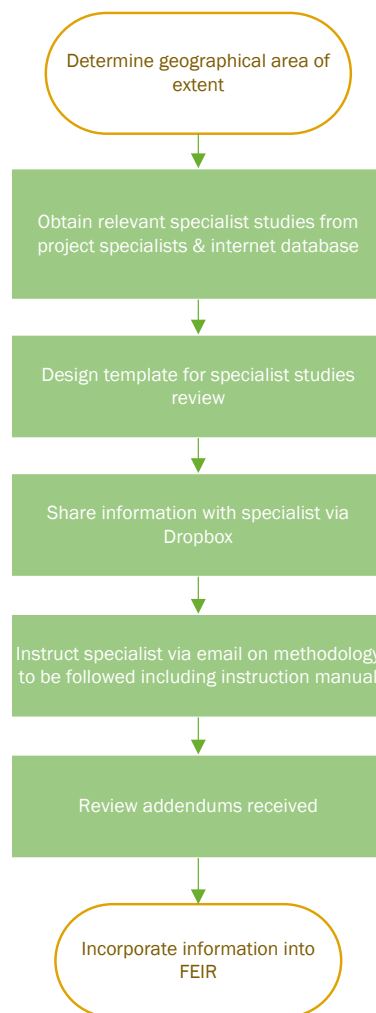 Determine geographical area of
extent
Obtain relevant specialist studies from
project specialists & internet database
Design template for specialist studies
review
Share information with specialist via
Dropbox
Instruct specialist via email on methodology
to be followed including instruction manual
Review addendums received
Incorporate information into
FEIR